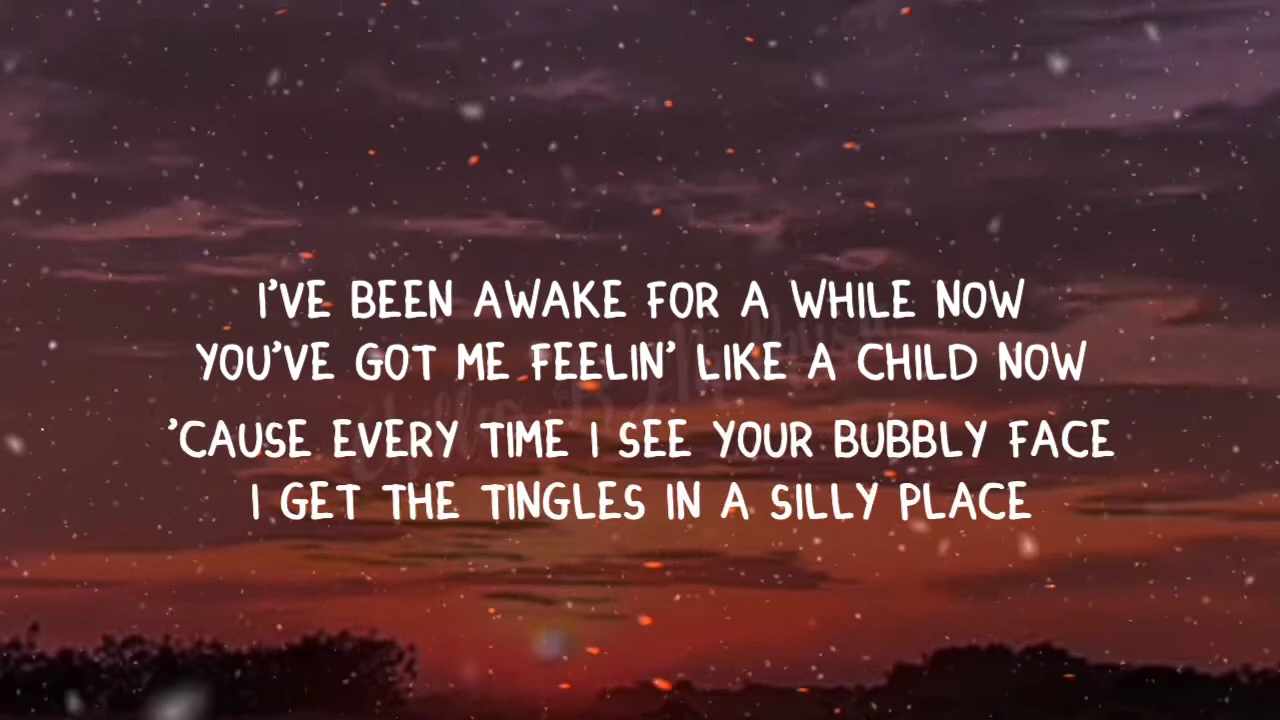 I'VE BEEN AWAKE FOR A WHILE NOW
YOU'VE GOT ME FEELIN' LIKE A CHILD NOW
'CAUSE EVERY TIME I SEE YOUR BUBBLY FACE
I GET THE TINGLES IN A SILLY PLACE